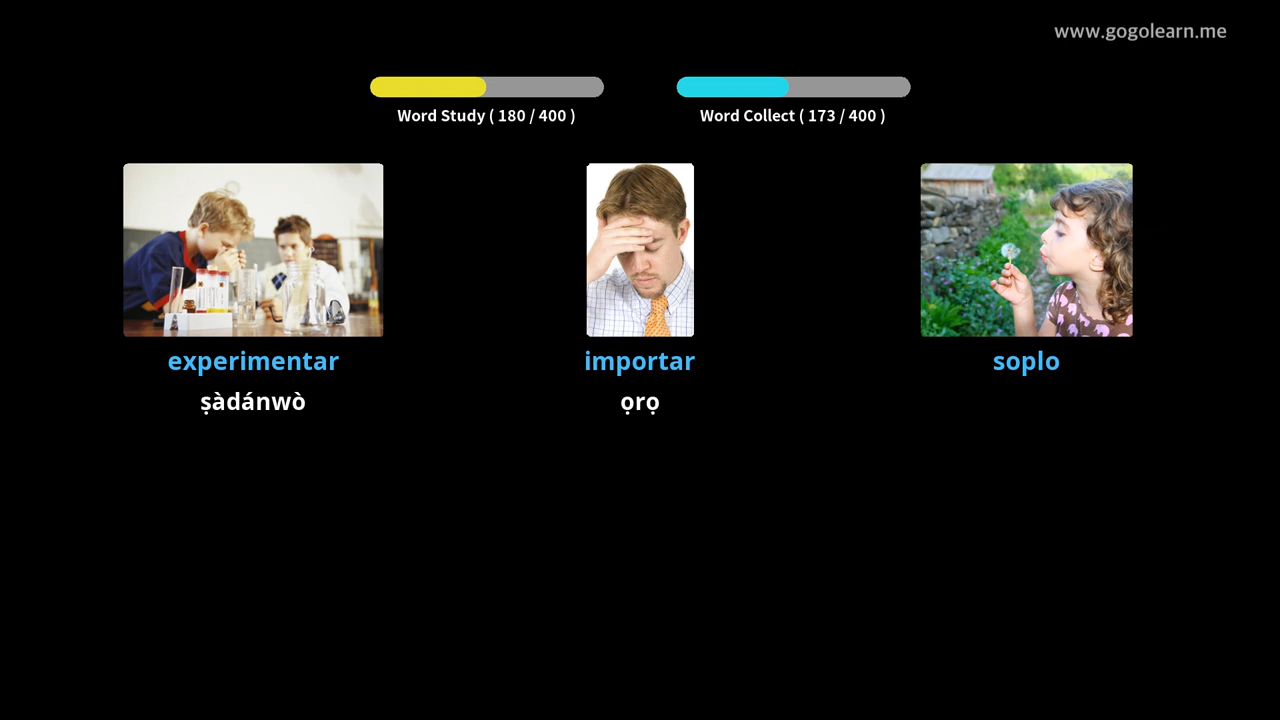 www.gogolearn.me
Word Study ( 180 / 400 )
Word Collect ( 173 / 400 )
experimentar
importar
soplo
ṣàdánwò
ọrọ